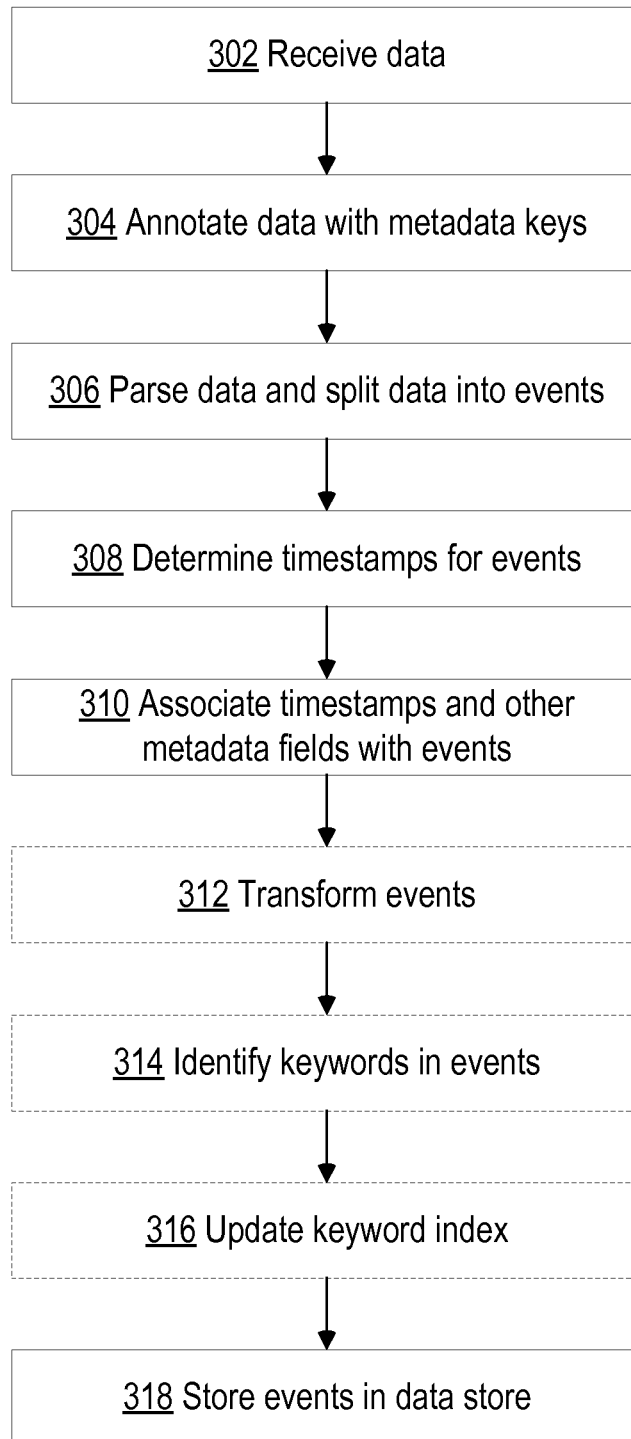 302 Receive data
304 Annotate data with metadata keys
306 Parse data and split data into events
308 Determine timestamps for events
310 Associate timestamps and other
metadata fields with events
312 Transform events
314 Identify keywords in events
316 Update keyword index
318 Store events in data store